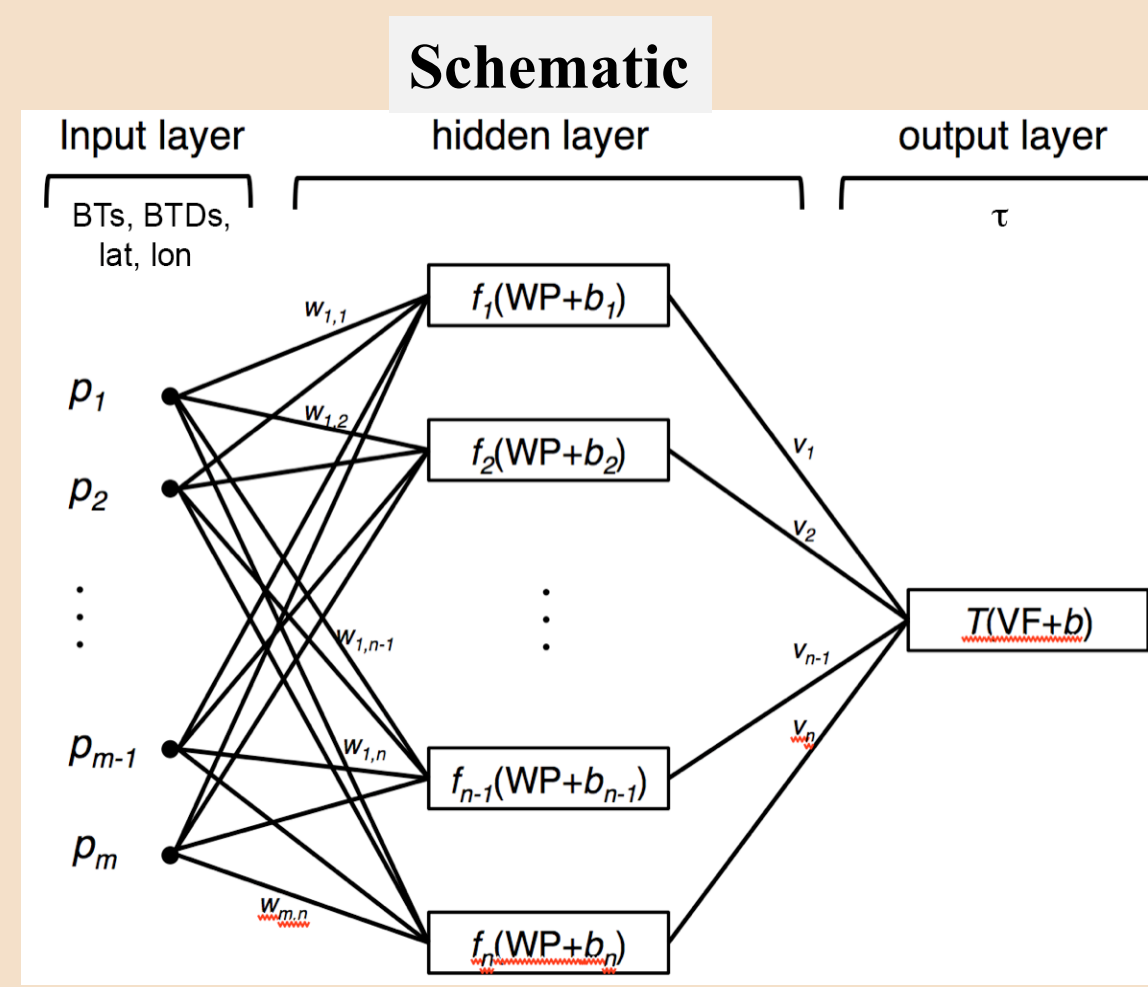 Schematic
Input layer hidden layer output layer
BTs, BTDs, τ
lat, lon
f1(WP+b1)
w1,1
p1
w1,2
f2(WP+b2)
v1
p2
v2
T(VF+b)
w1,n-1
vn-1
vn
pm-1
w1,n
fn-1(WP+bn-1)
pm
wm.n
fn(WP+bn)